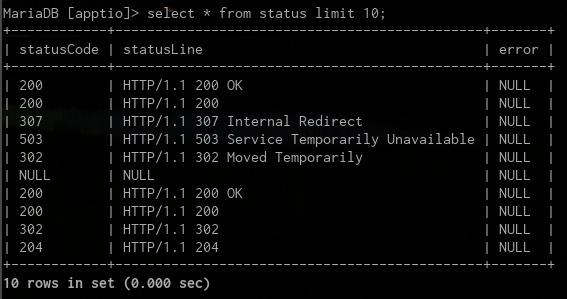 MariaDB [apptio]> select * from status limit 10;
+------------+----------------------------------------------+-------+
| statusCode | statusLine                                   | error |
+------------+----------------------------------------------+-------+
| 200        | HTTP/1.1 200 OK                              | NULL  |
| 200        | HTTP/1.1 200                                 | NULL  |
| 307        | HTTP/1.1 307 Internal Redirect               | NULL  |
| 503        | HTTP/1.1 503 Service Temporarily Unavailable | NULL  |
| 302        | HTTP/1.1 302 Moved Temporarily               | NULL  |
| NULL       | NULL                                         | NULL  |
| 200        | HTTP/1.1 200 OK                              | NULL  |
| 200        | HTTP/1.1 200                                 | NULL  |
| 302        | HTTP/1.1 302                                 | NULL  |
| 204        | HTTP/1.1 204                                 | NULL  |
+------------+----------------------------------------------+-------+
10 rows in set (0.000 sec)